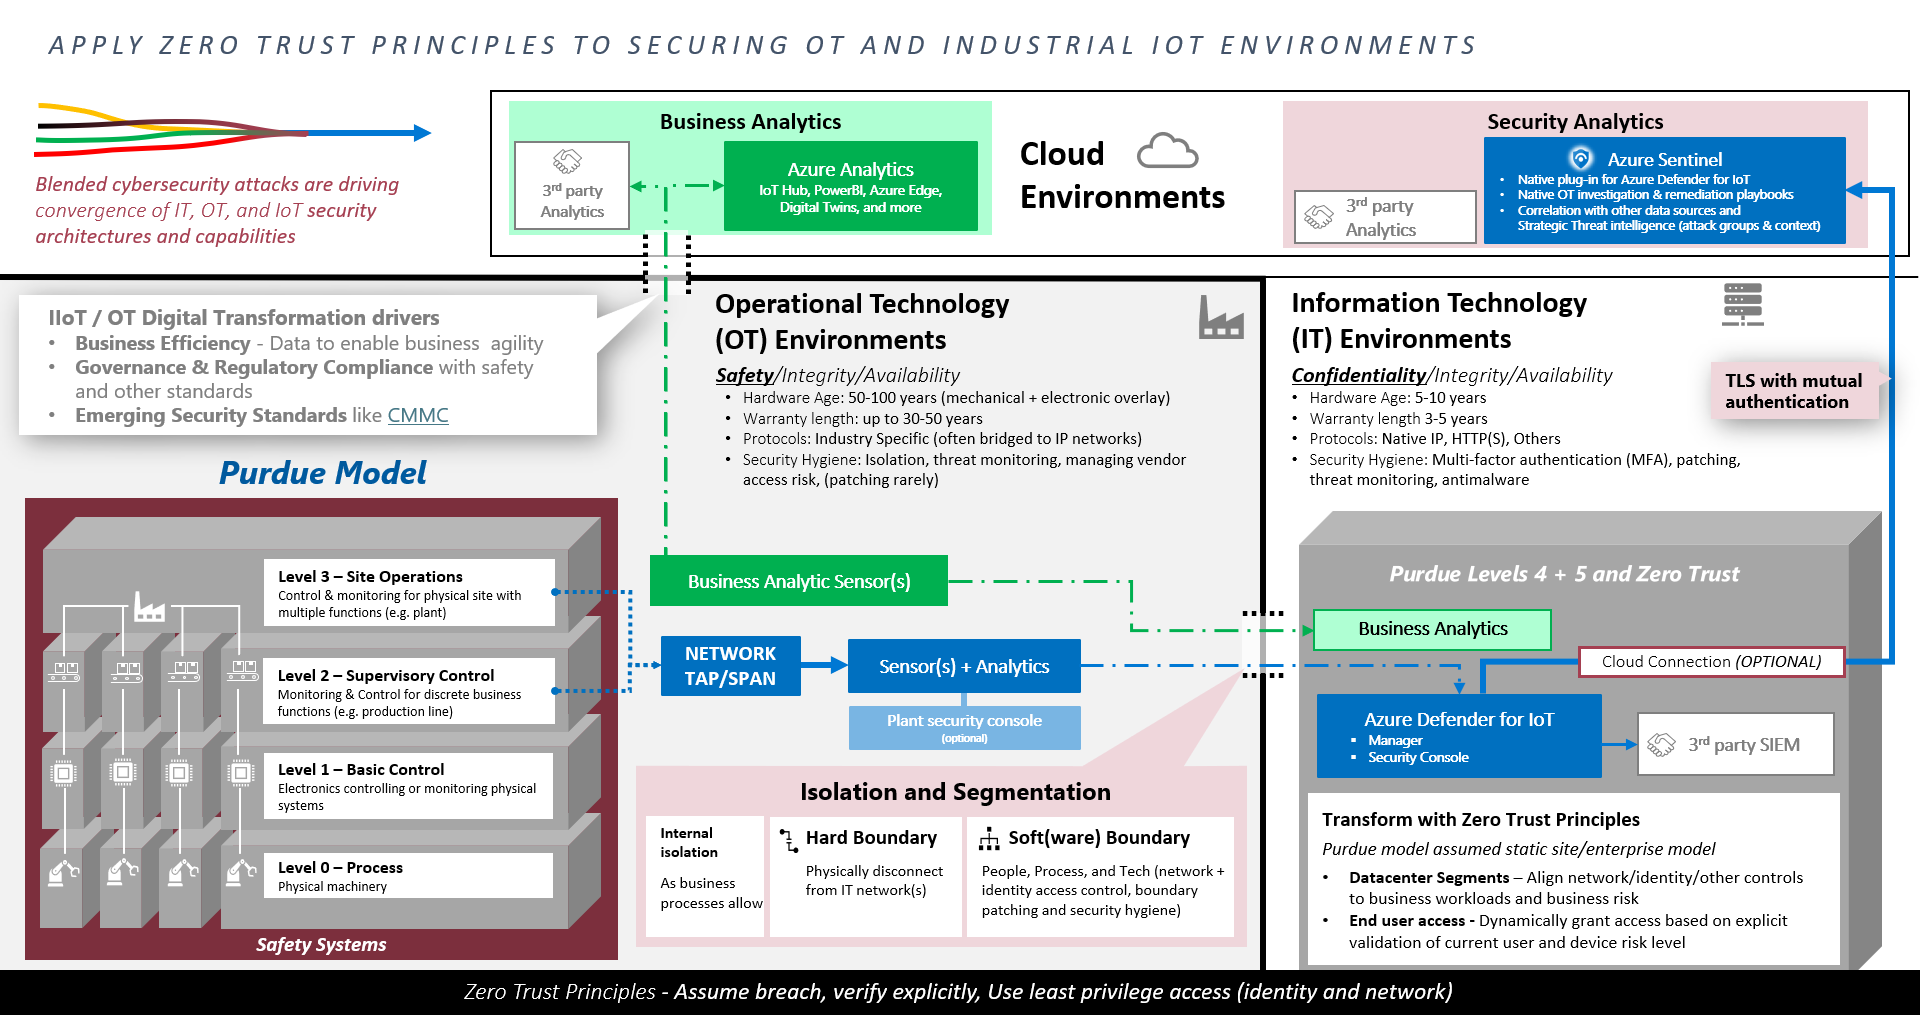 APPLY ZERO TRUST PRINCIPLES TO SECURING OT AND INDUSTRIAL IOT ENVIRONMENTS
Blended cybersecurity attacks are driving
convergence of IT, OT, and IoT security
architectures and capabilities
Business Analytics
3rd party
Analytics
Azure Analytics
IoT Hub, PowerBI, Azure Edge,
Digital Twins, and more
Cloud
Environments
Security Analytics
3rd party
Analytics
Azure Sentinel
• Native plug-in for Azure Defender for IoT
• Native OT investigation & remediation playbooks
• Correlation with other data sources and
Strategic Threat intelligence (attack groups & context)
IIoT / OT Digital Transformation drivers
• Business Efficiency - Data to enable business agility
• Governance & Regulatory Compliance with safety
and other standards
• Emerging Security Standards like CMMC
Operational Technology
(OT) Environments
Safety/Integrity/Availability
• Hardware Age: 50-100 years (mechanical + electronic overlay)
• Warranty length: up to 30-50 years
• Protocols: Industry Specific (often bridged to IP networks)
• Security Hygiene: Isolation, threat monitoring, managing vendor
access risk, (patching rarely)
Information Technology
(IT) Environments
Confidentiality/Integrity/Availability
• Hardware Age: 5-10 years
• Warranty length 3-5 years
• Protocols: Native IP, HTTP(S), Others
• Security Hygiene: Multi-factor authentication (MFA), patching,
threat monitoring, antimalware
TLS with mutual
authentication
Purdue Model
Level 3 – Site Operations
Control & monitoring for physical site with
multiple functions (e.g. plant)
Level 2 – Supervisory Control
Monitoring & Control for discrete business
functions (e.g. production line)
Level 1 – Basic Control
Electronics controlling or monitoring physical
systems
Level 0 – Process
Physical machinery
Safety Systems
Business Analytic Sensor(s)
NETWORK
TAP/SPAN
Sensor(s) + Analytics
Plant security console
(optional)
Isolation and Segmentation
Internal
isolation
As business
processes allow
Hard Boundary
Physically disconnect
from IT network(s)
Soft(ware) Boundary
People, Process, and Tech (network +
identity access control, boundary
patching and security hygiene)
Purdue Levels 4 + 5 and Zero Trust
Business Analytics
Cloud Connection (OPTIONAL)
Azure Defender for IoT
▪ Manager
▪ Security Console
3rd party SIEM
Transform with Zero Trust Principles
Purdue model assumed static site/enterprise model
• Datacenter Segments – Align network/identity/other controls
to business workloads and business risk
• End user access - Dynamically grant access based on explicit
validation of current user and device risk level
Zero Trust Principles - Assume breach, verify explicitly, Use least privilege access (identity and network)